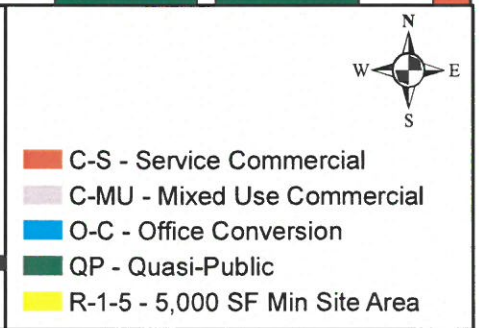 N
W E
S
C-S - Service Commercial
C-MU - Mixed Use Commercial
O-C - Office Conversion
QP - Quasi-Public
R-1-5 - 5,000 SF Min Site Area